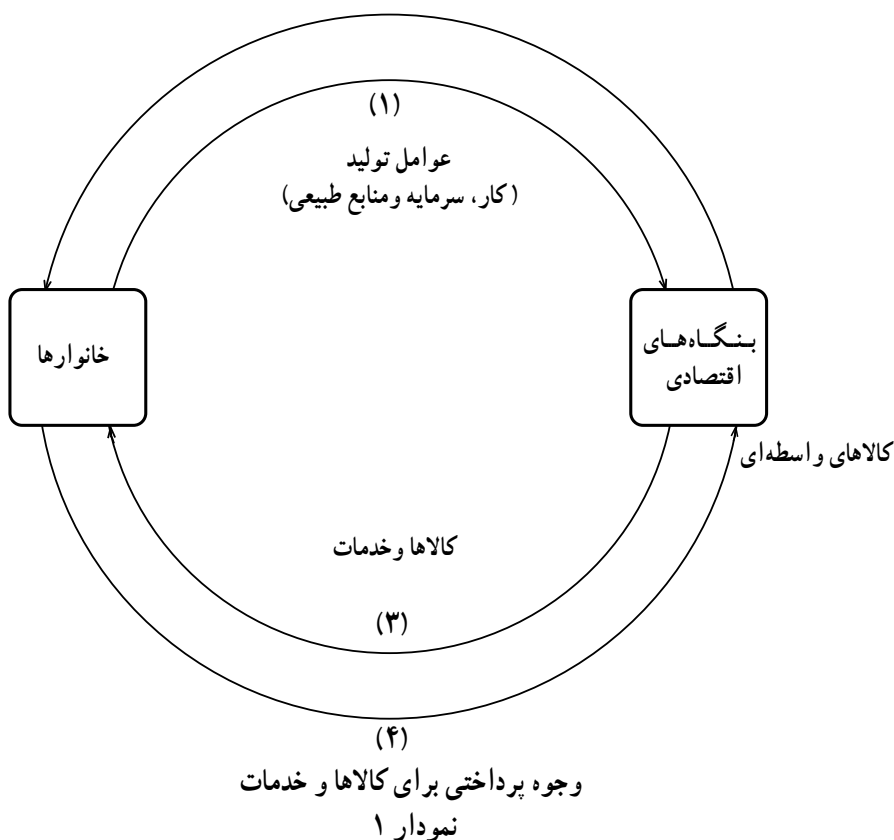 (۱)
عوامل تولید
(کار، سرمایه و منابع طبیعی)
بنگاه‌های
اقتصادی
خانوارها
کالاهای واسطه‌ای
کالاها و خدمات
(۳)
(۴)
وجوه پرداختی برای کالاها و خدمات
نمودار ۱